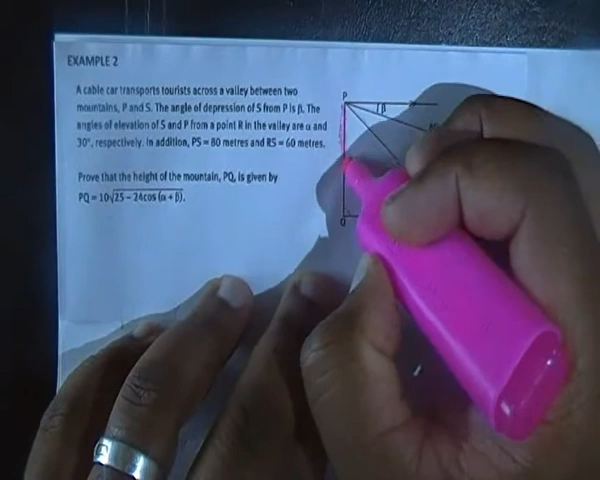 EXAMPLE 2
A cable car transports tourists across a valley between two
mountains, P and S. The angle of depression of S from P is β. The
angles of elevation of S and P from a point R in the valley are α and
30°, respectively. In addition, PS = 80 metres and RS = 60 metres.
Prove that the height of the mountain, PQ, is given by
PQ = 10√25 − 24cos (α + β).
P
β
Q